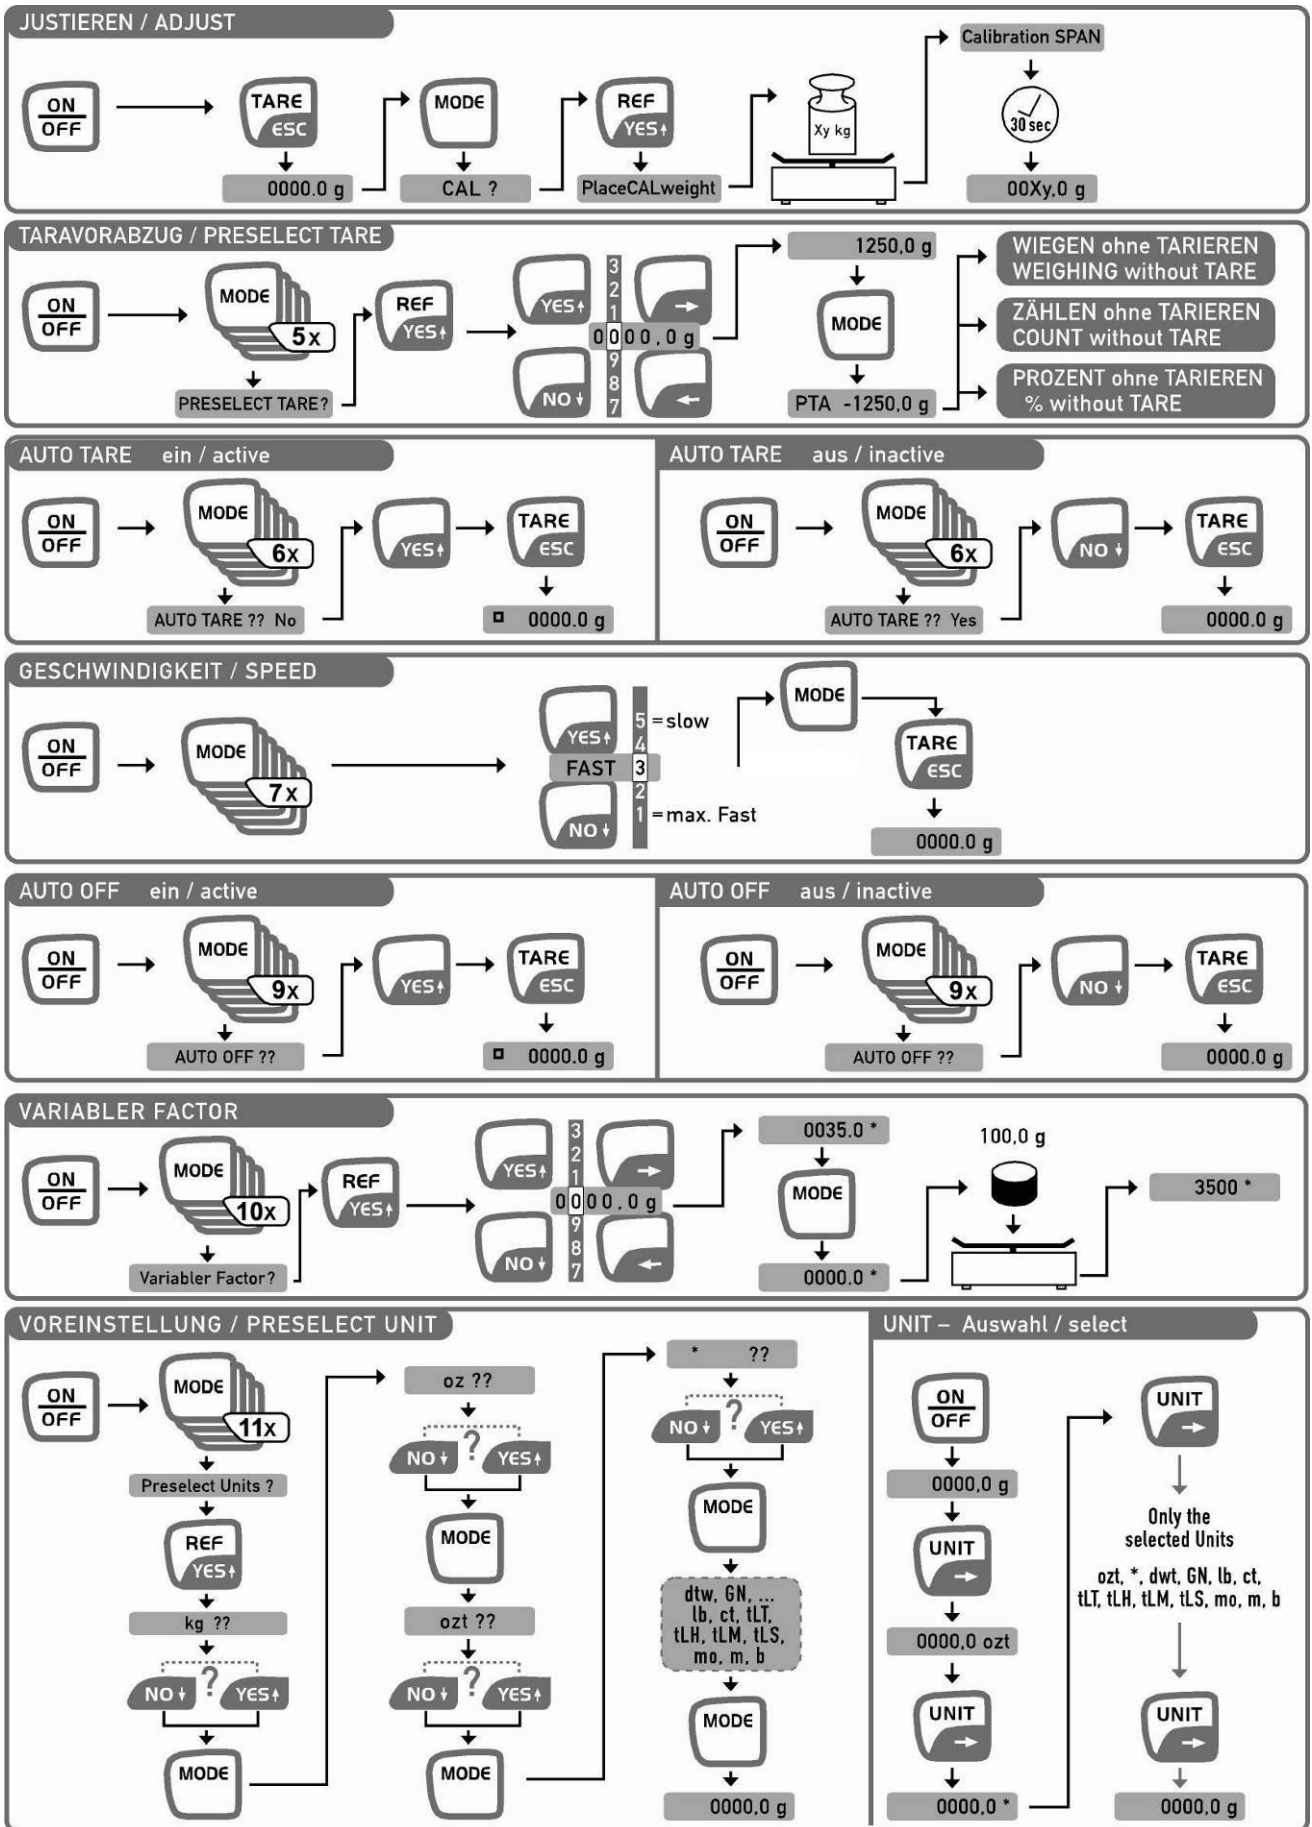 JUSTIEREN / ADJUST
ON
OFF
TARE
ESC
0000.0 g
MODE
CAL ?
REF
YES↑
PlaceCALweight
Xy kg
Calibration SPAN
30 sec
00Xy,0 g
TARAVORABZUG / PRESELECT TARE
ON
OFF
MODE
5x
PRESELECT TARE?
REF
YES↑
YES↑
NO↓
3
2
1
0000,0 g
9
8
7
→
←
1250,0 g
MODE
PTA -1250,0 g
WIEGEN ohne TARIEREN
WEIGHING without TARE
ZÄHLEN ohne TARIEREN
COUNT without TARE
PROZENT ohne TARIEREN
% without TARE
AUTO TARE ein / active
ON
OFF
MODE
6x
AUTO TARE ?? No
YES↑
TARE
ESC
0000.0 g
AUTO TARE aus / inactive
ON
OFF
MODE
6x
AUTO TARE ?? Yes
NO↓
TARE
ESC
0000.0 g
GESCHWINDIGKEIT / SPEED
ON
OFF
MODE
7x
YES↑
NO↓
5 = slow
4
FAST 3
2
1 = max. Fast
MODE
TARE
ESC
0000.0 g
AUTO OFF ein / active
ON
OFF
MODE
9x
AUTO OFF ??
YES↑
TARE
ESC
0000.0 g
AUTO OFF aus / inactive
ON
OFF
MODE
9x
AUTO OFF ??
NO↓
TARE
ESC
0000.0 g
VARIABLER FACTOR
ON
OFF
MODE
10x
Variabler Factor?
REF
YES↑
YES↑
NO↓
3
2
1
0000,0 g
9
8
7
→
←
0035.0 *
MODE
0000.0 *
100,0 g
3500 *
VOREINSTELLUNG / PRESELECT UNIT
ON
OFF
MODE
11x
Preselect Units ?
REF
YES↑
kg ??
NO↓ ? YES↑
MODE
oz ??
NO↓ ? YES↑
MODE
ozt ??
NO↓ ? YES↑
MODE
* ??
NO↓ ? YES↑
MODE
dtw, GN, ...
lb, ct, tLT,
tLH, tLM, tLS,
mo, m, b
MODE
0000,0 g
UNIT – Auswahl / select
ON
OFF
0000,0 g
UNIT
→
0000,0 ozt
UNIT
→
0000,0 *
UNIT
→
Only the
selected Units
ozt, *, dwt, GN, lb, ct,
tLT, tLH, tLM, tLS, mo, m, b
UNIT
→
0000,0 g